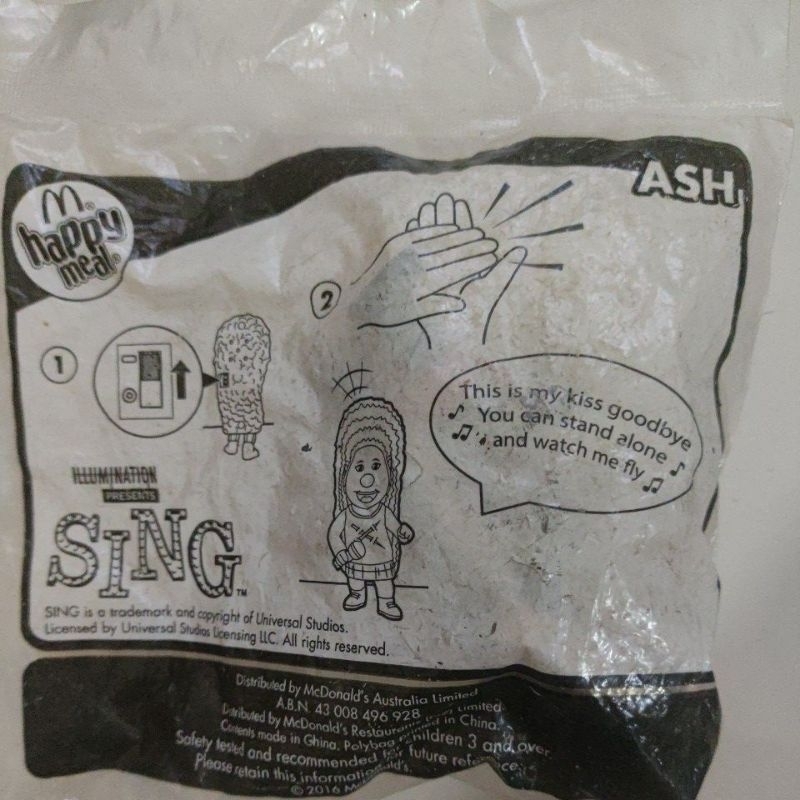 ASH
M®
happy
meal®
2
1
This is my kiss goodbye
You can stand alone
and watch me fly
ILLUMINATION
PRESENTS
SING™
SING is a trademark and copyright of Universal Studios.
Licensed by Universal Studios Licensing LLC. All rights reserved.
Distributed by McDonald's Australia Limited
A.B.N. 43 008 496 928
Distributed by McDonald's Restaurants Limited
Contents made in China. Polybag printed in China.
Safety tested and recommended for children 3 and over
Please retain this information for future reference.
© 2016 McDonald's.